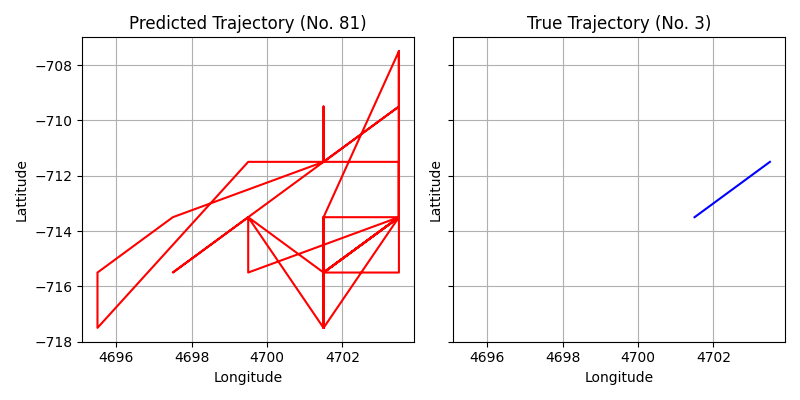 Predicted Trajectory (No. 81)
True Trajectory (No. 3)
Lattitude
−708
−710
−712
−714
−716
−718
4696
4698
4700
4702
Longitude
Lattitude
4696
4698
4700
4702
Longitude